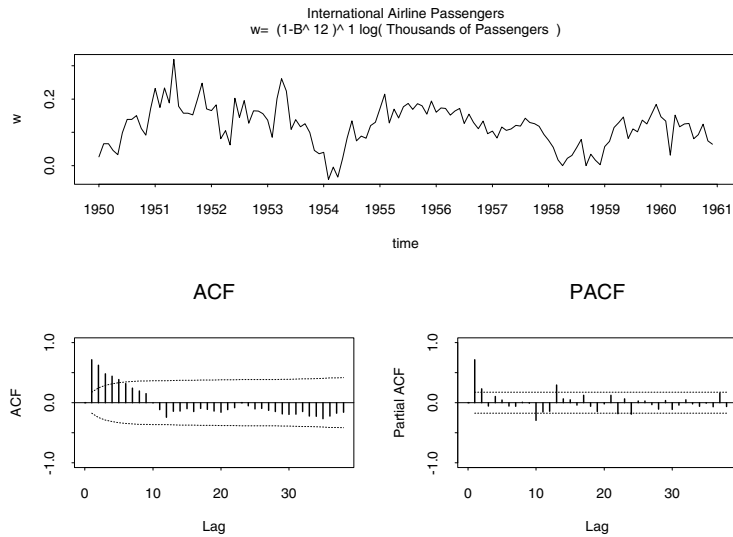 International Airline Passengers
w= (1-B^ 12 )^ 1 log( Thousands of Passengers )
w
0.2
0.0
1950 1951 1952 1953 1954 1955 1956 1957 1958 1959 1960 1961
time
ACF
ACF
1.0
0.0
-1.0
0 10 20 30
Lag
PACF
Partial ACF
1.0
0.0
-1.0
0 10 20 30
Lag